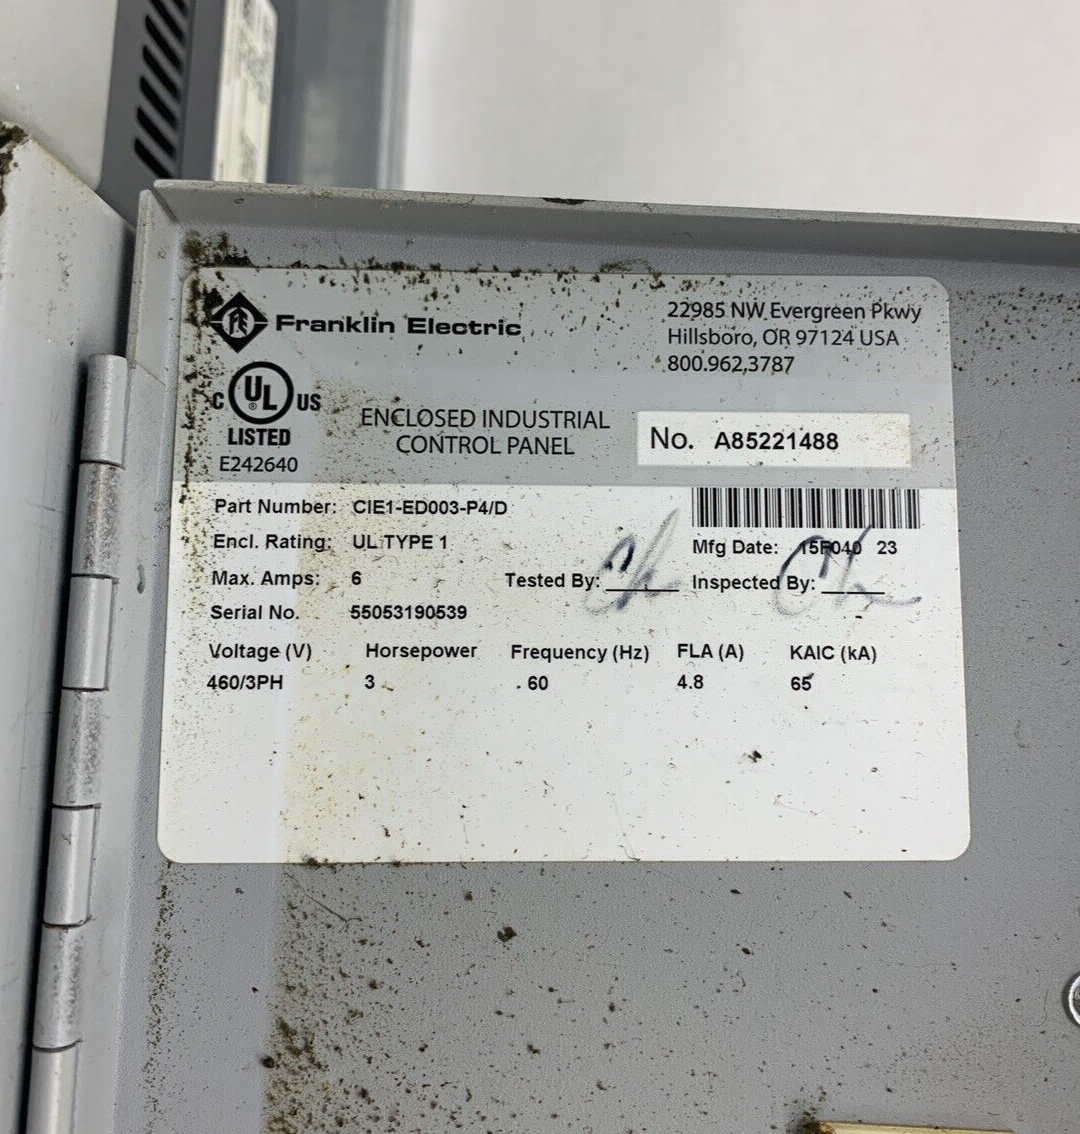 Franklin Electric
22985 NW Evergreen Pkwy
Hillsboro, OR 97124 USA
800.962.3787
C UL ® US
LISTED
E242640
ENCLOSED INDUSTRIAL
CONTROL PANEL
No. A85221488
Part Number: CIE1-ED003-P4/D
Encl. Rating: UL TYPE 1
Mfg Date: 15F040 23
Max. Amps: 6
Tested By:
Inspected By:
Serial No. 55053190539
Voltage (V) Horsepower Frequency (Hz) FLA (A) KAIC (kA)
460/3PH 3 60 4.8 65